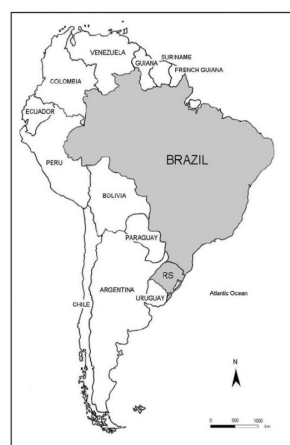 VENEZUELA
GUIANA
SURINAME
FRENCH GUIANA
COLOMBIA
ECUADOR
PERU
BRAZIL
BOLIVIA
PARAGUAY
RS
CHILE
ARGENTINA
URUGUAY
Atlantic Ocean
N
0 500 1000
km